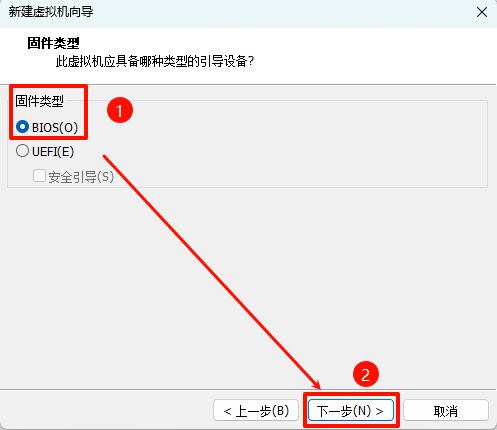 新建虚拟机向导
固件类型
此虚拟机应具备哪种类型的引导设备?
固件类型
BIOS(O)
1
UEFI(E)
安全引导(S)
2
< 上一步(B)
下一步(N) >
取消